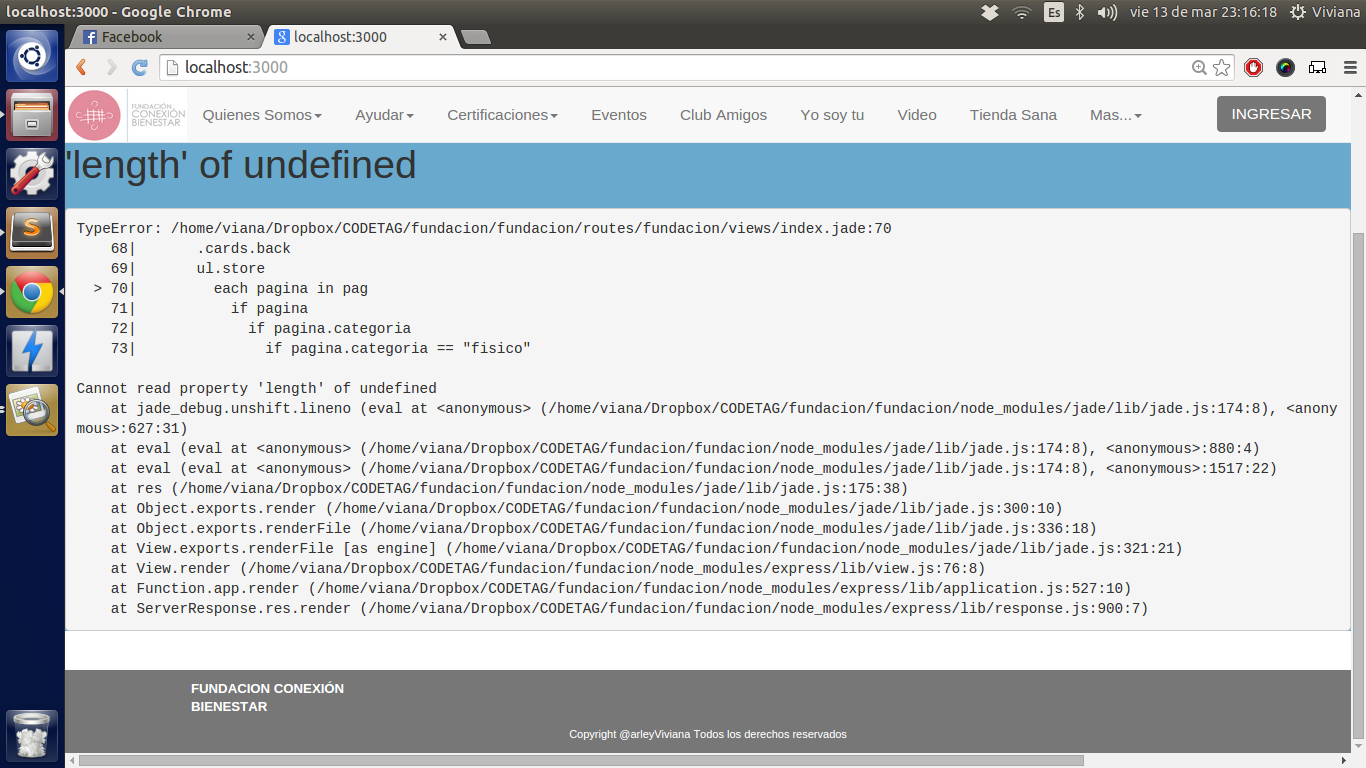 localhost:3000 - Google Chrome
Es
vie 13 de mar 23:16:18
Viviana
Facebook
localhost:3000
localhost:3000
FUNDACIÓN
CONEXIÓN
BIENESTAR
Quienes Somos
Ayudar
Certificaciones
Eventos
Club Amigos
Yo soy tu
Video
Tienda Sana
Mas...
INGRESAR
'length' of undefined
TypeError: /home/viana/Dropbox/CODETAG/fundacion/fundacion/routes/fundacion/views/index.jade:70
68| .cards.back
69| ul.store
> 70| each pagina in pag
71| if pagina
72| if pagina.categoria
73| if pagina.categoria == "fisico"
Cannot read property 'length' of undefined
at jade_debug.unshift.lineno (eval at <anonymous> (/home/viana/Dropbox/CODETAG/fundacion/fundacion/node_modules/jade/lib/jade.js:174:8), <anony
mous>:627:31)
at eval (eval at <anonymous> (/home/viana/Dropbox/CODETAG/fundacion/fundacion/node_modules/jade/lib/jade.js:174:8), <anonymous>:880:4)
at eval (eval at <anonymous> (/home/viana/Dropbox/CODETAG/fundacion/fundacion/node_modules/jade/lib/jade.js:174:8), <anonymous>:1517:22)
at res (/home/viana/Dropbox/CODETAG/fundacion/fundacion/node_modules/jade/lib/jade.js:175:38)
at Object.exports.render (/home/viana/Dropbox/CODETAG/fundacion/fundacion/node_modules/jade/lib/jade.js:300:10)
at Object.exports.renderFile (/home/viana/Dropbox/CODETAG/fundacion/fundacion/node_modules/jade/lib/jade.js:336:18)
at View.exports.renderFile [as engine] (/home/viana/Dropbox/CODETAG/fundacion/fundacion/node_modules/jade/lib/jade.js:321:21)
at View.render (/home/viana/Dropbox/CODETAG/fundacion/fundacion/node_modules/express/lib/view.js:76:8)
at Function.app.render (/home/viana/Dropbox/CODETAG/fundacion/fundacion/node_modules/express/lib/application.js:527:10)
at ServerResponse.res.render (/home/viana/Dropbox/CODETAG/fundacion/fundacion/node_modules/express/lib/response.js:900:7)
FUNDACION CONEXIÓN
BIENESTAR
Copyright @arleyViviana Todos los derechos reservados